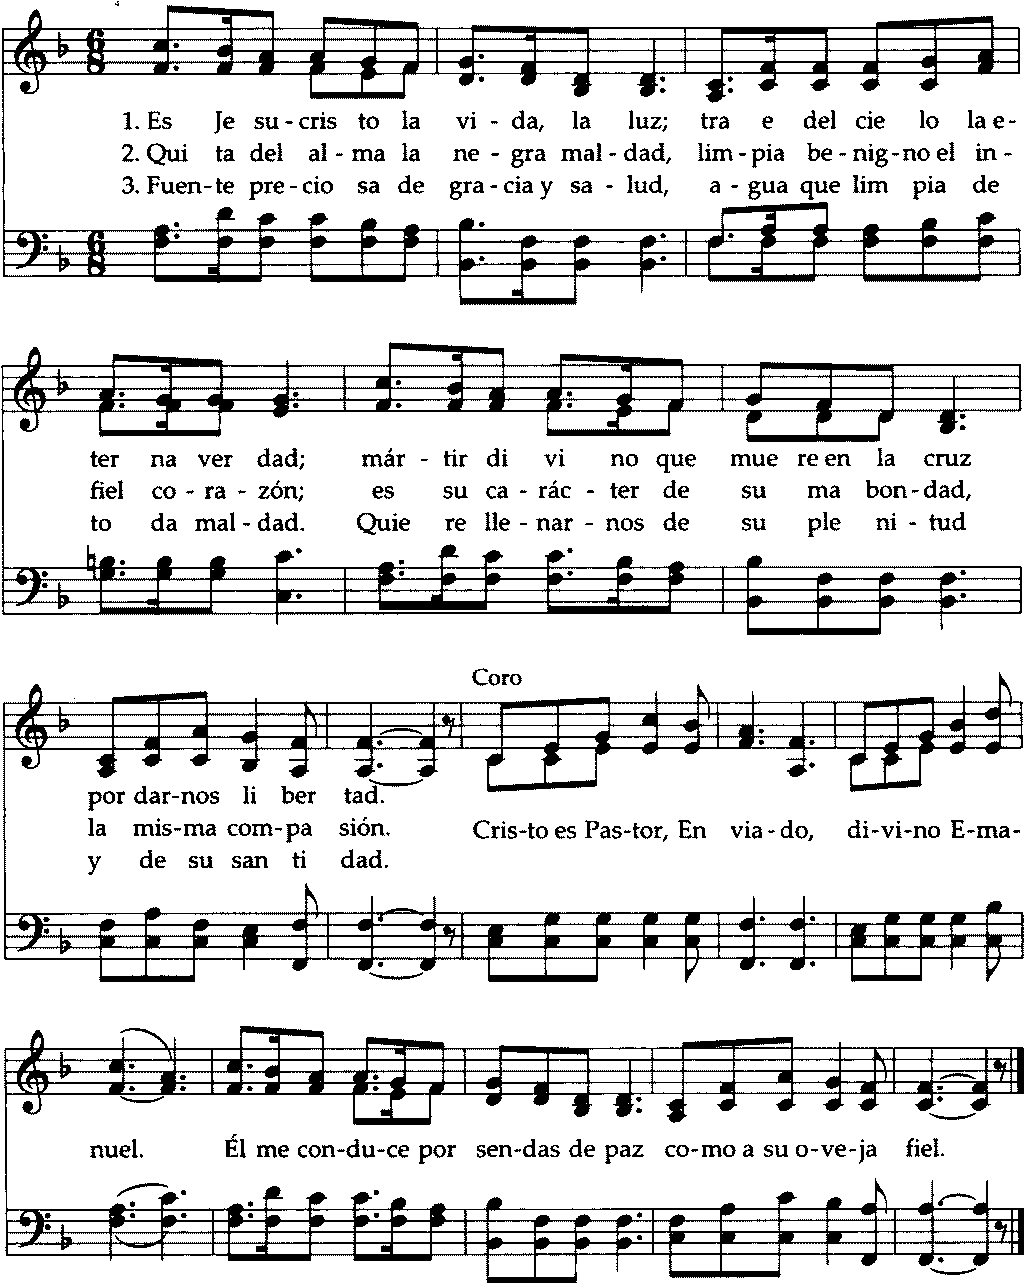 6 8
1. Es Je su-cris to la vi-da, la luz; tra e del cie lo la e-
2. Qui ta del al-ma la ne-gra mal-dad, lim-pia be-nig-no el in-
3. Fuen-te pre-cio sa de gra-cia y sa-lud, a-gua que lim pia de
6 8
ter na ver dad; már-tir di vi no que mue re en la cruz
fiel co-ra-zón; es su ca-rác-ter de su ma bon-dad,
to da mal-dad. Quie re lle-nar-nos de su ple ni-tud
Coro
por dar-nos li ber tad.
la mis-ma com-pa sión. Cris-to es Pas-tor, En via-do, di-vi-no E-ma-
y de su san ti dad.
nuel. Él me con-du-ce por sen-das de paz co-mo a su o-ve-ja fiel.